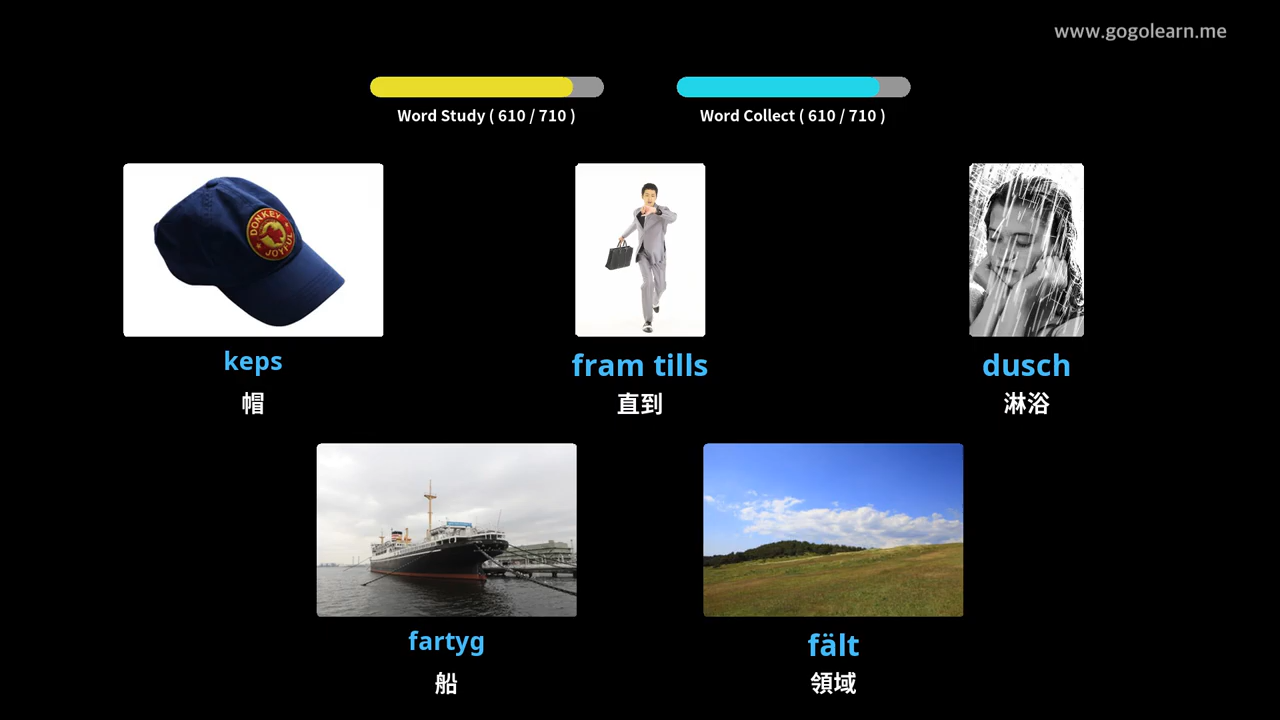 www.gogolearn.me
Word Study ( 610 / 710 )
Word Collect ( 610 / 710 )
DONKEY
JOYFUL
keps
帽
fram tills
直到
dusch
淋浴
fartyg
船
fält
領域